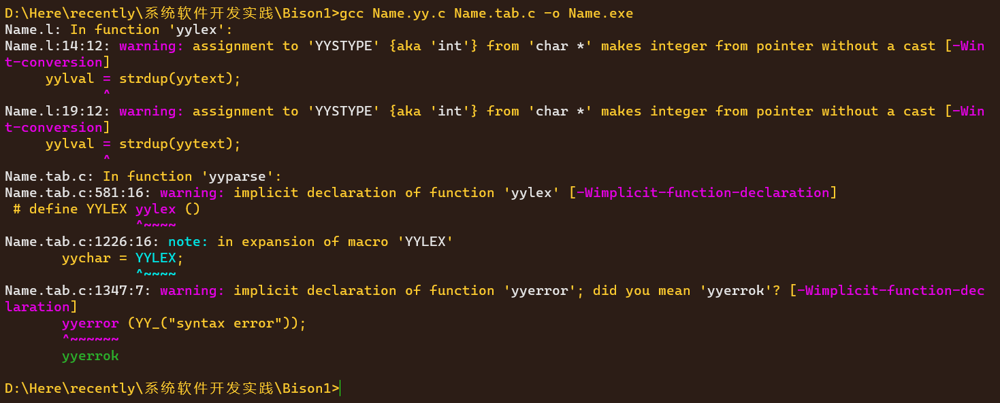 D:\Here\recently\系统软件开发实践\Bison1>gcc Name.yy.c Name.tab.c -o Name.exe
Name.l: In function 'yylex':
Name.l:14:12: warning: assignment to 'YYSTYPE' {aka 'int'} from 'char *' makes integer from pointer without a cast [-Win
t-conversion]
     yylval = strdup(yytext);
            ^
Name.l:19:12: warning: assignment to 'YYSTYPE' {aka 'int'} from 'char *' makes integer from pointer without a cast [-Win
t-conversion]
     yylval = strdup(yytext);
            ^
Name.tab.c: In function 'yyparse':
Name.tab.c:581:16: warning: implicit declaration of function 'yylex' [-Wimplicit-function-declaration]
 # define YYLEX yylex ()
                ^~~~~
Name.tab.c:1226:16: note: in expansion of macro 'YYLEX'
       yychar = YYLEX;
                ^~~~~
Name.tab.c:1347:7: warning: implicit declaration of function 'yyerror'; did you mean 'yyerrok'? [-Wimplicit-function-dec
laration]
       yyerror (YY_("syntax error"));
       ^~~~~~~
       yyerrok
D:\Here\recently\系统软件开发实践\Bison1>